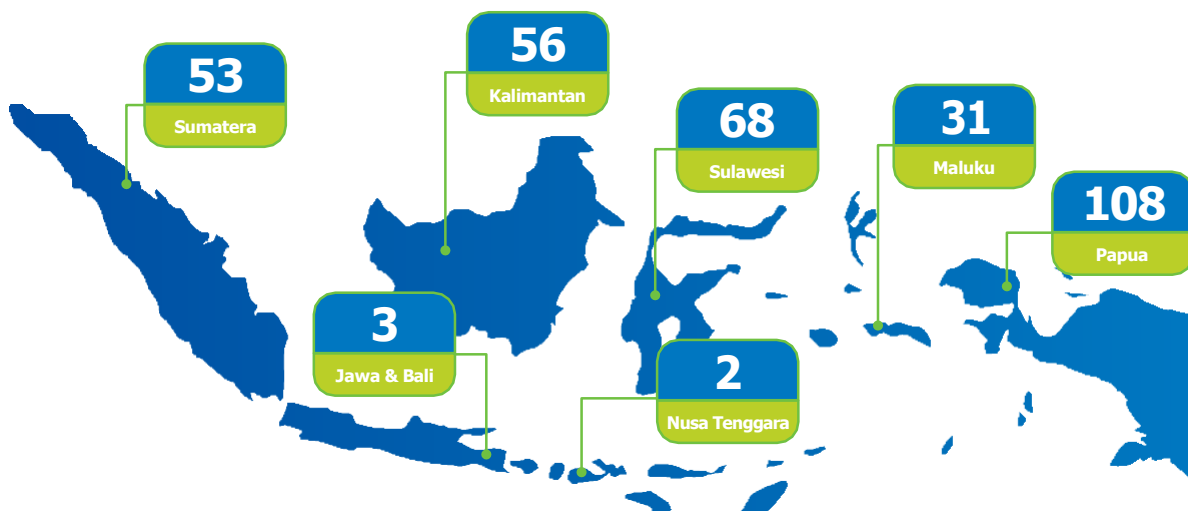 53
Sumatera
56
Kalimantan
68
Sulawesi
31
Maluku
108
Papua
3
Jawa & Bali
2
Nusa Tenggara